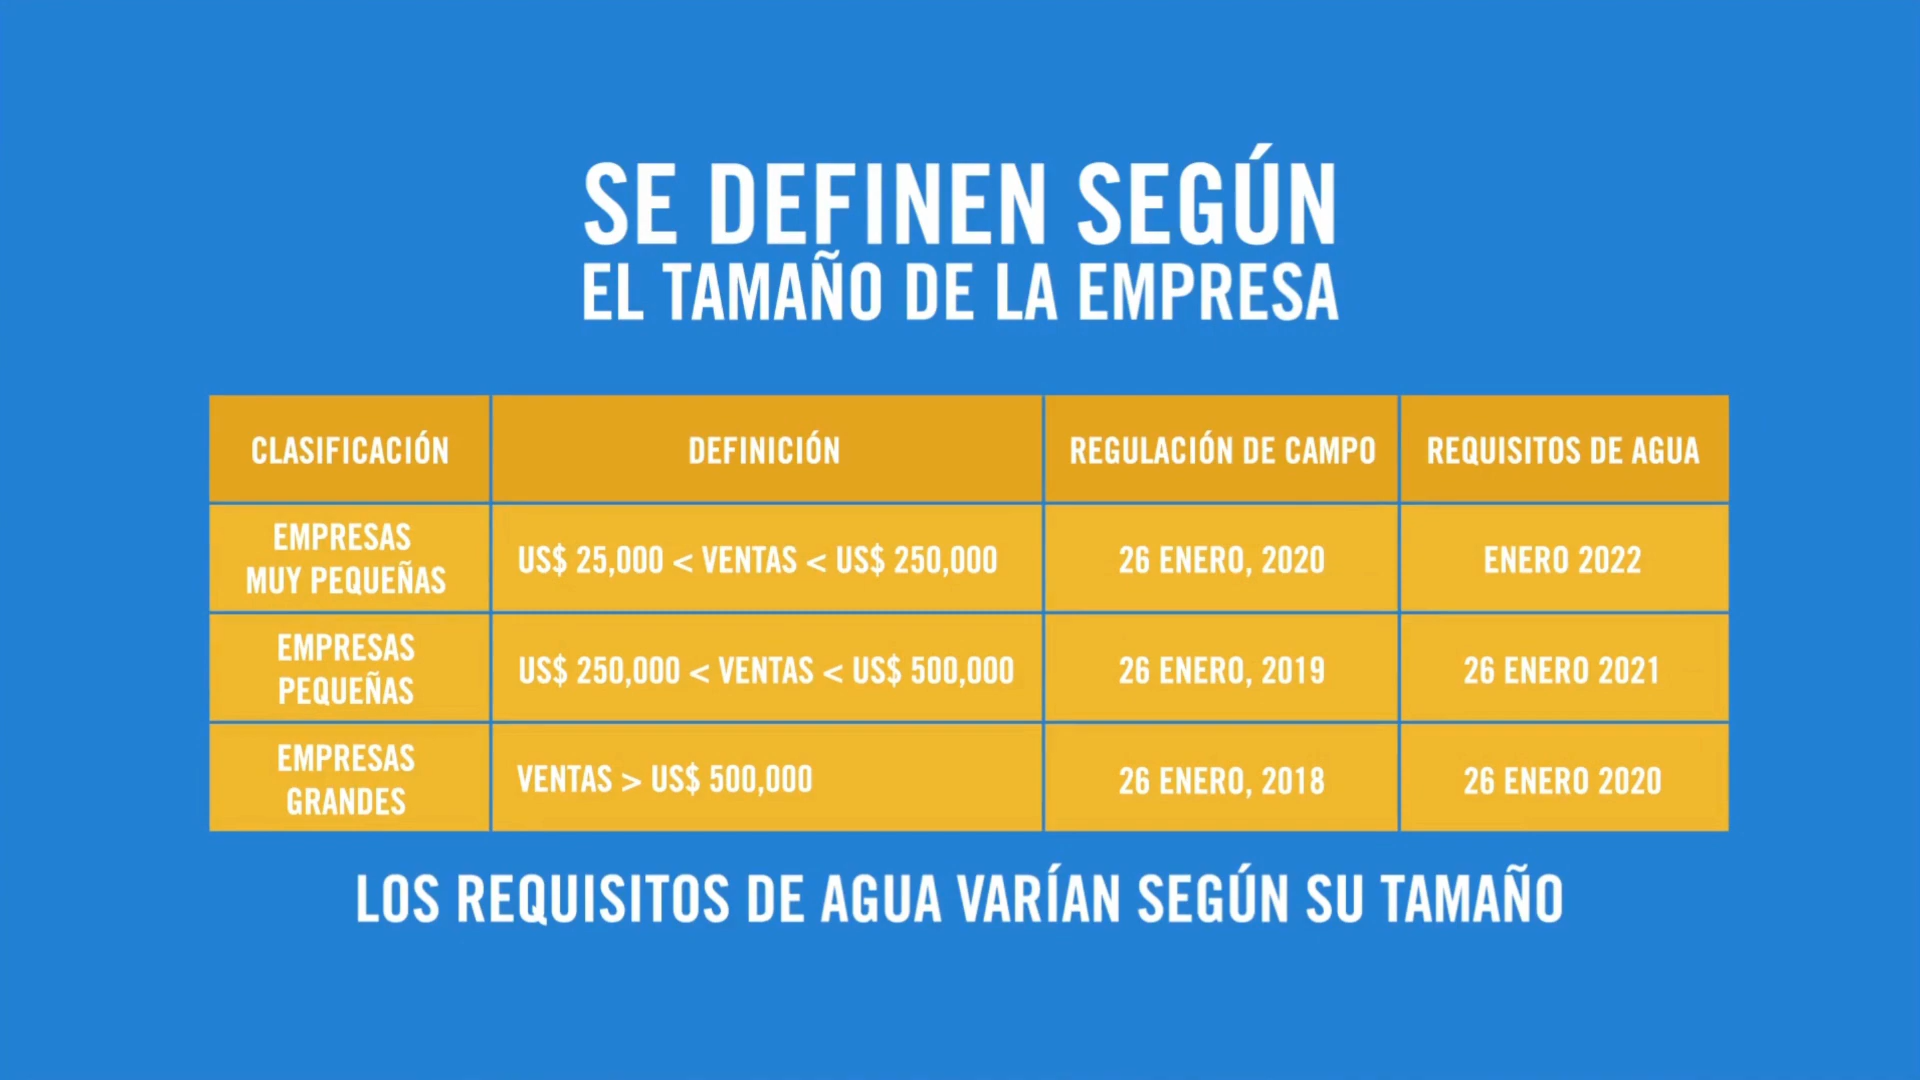 SE DEFINEN SEGÚN
EL TAMAÑO DE LA EMPRESA
CLASIFICACIÓN
DEFINICIÓN
REGULACIÓN DE CAMPO
REQUISITOS DE AGUA
EMPRESAS
MUY PEQUEÑAS
US$ 25,000 < VENTAS < US$ 250,000
26 ENERO, 2020
ENERO 2022
EMPRESAS
PEQUEÑAS
US$ 250,000 < VENTAS < US$ 500,000
26 ENERO, 2019
26 ENERO 2021
EMPRESAS
GRANDES
VENTAS > US$ 500,000
26 ENERO, 2018
26 ENERO 2020
LOS REQUISITOS DE AGUA VARÍAN SEGÚN SU TAMAÑO